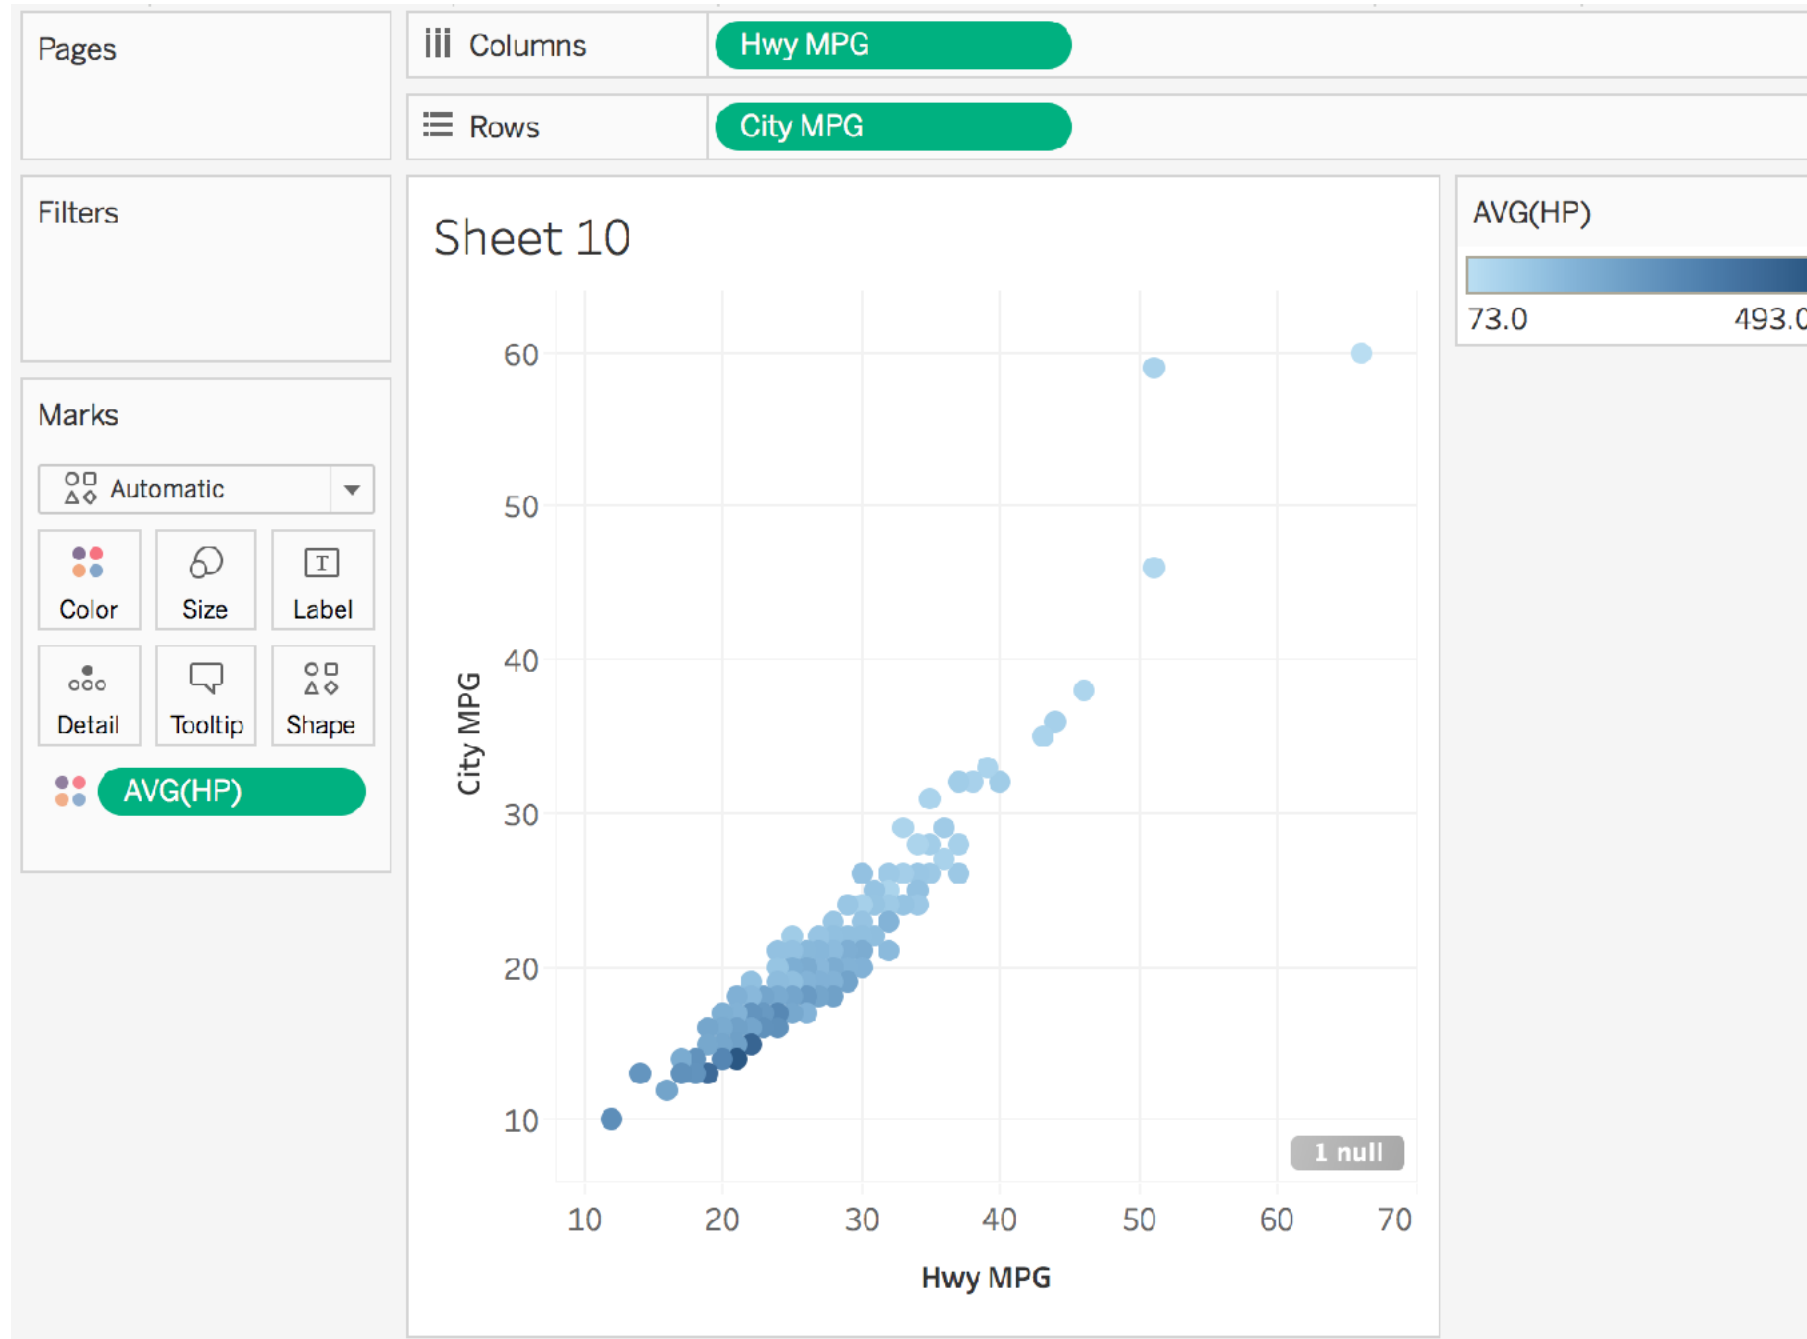 Pages
Columns
Hwy MPG
Rows
City MPG
Filters
Marks
Automatic
Color
Size
Label
Detail
Tooltip
Shape
AVG(HP)
Sheet 10
60
50
40
30
20
10
City MPG
10
20
30
40
50
60
70
Hwy MPG
1 null
AVG(HP)
73.0
493.0